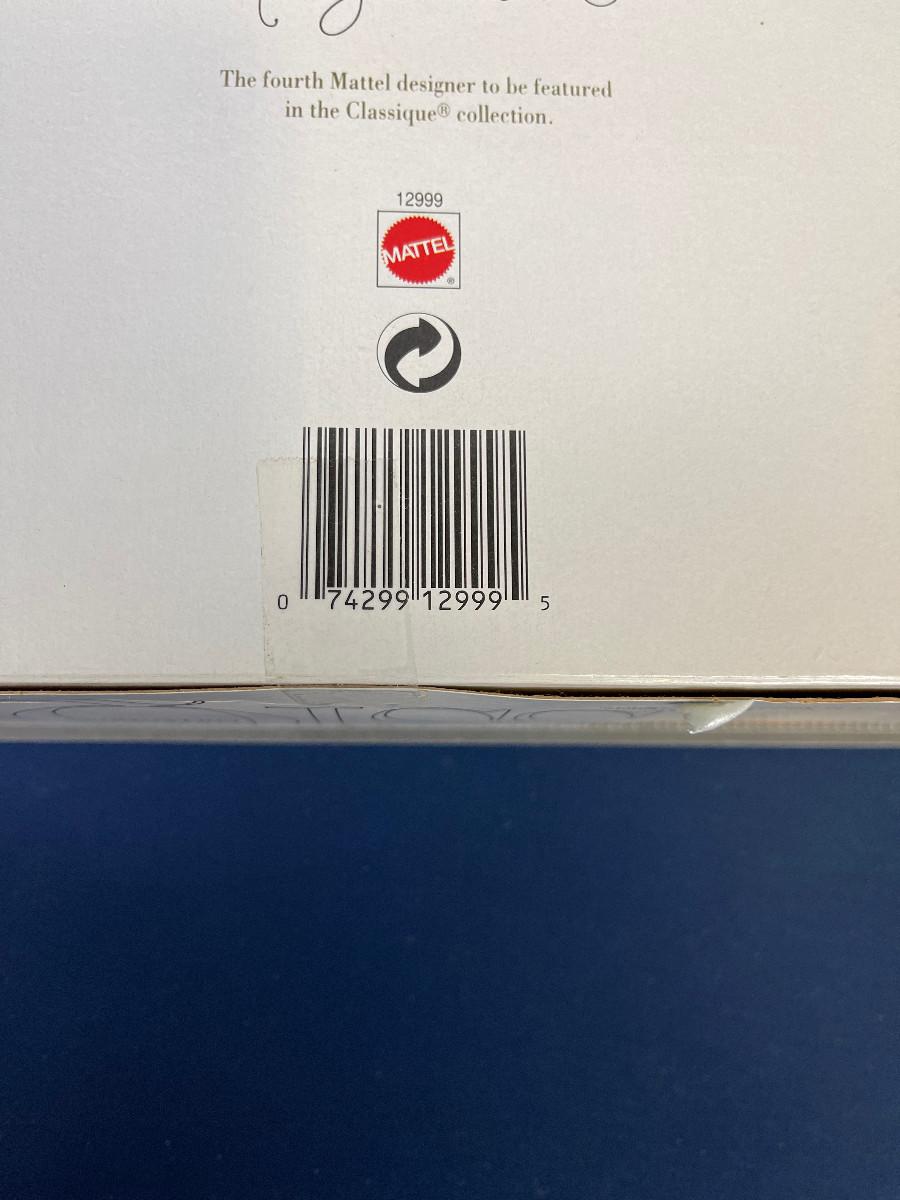 The fourth Mattel designer to be featured
in the Classique® collection.
12999
MATTEL
®
0 74299 12999 5